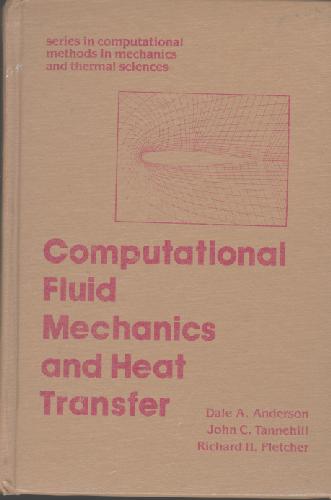 series in computational
methods in mechanics
and thermal sciences
Computational
Fluid
Mechanics
and Heat
Transfer
Dale A. Anderson
John C. Tannehill
Richard H. Pletcher